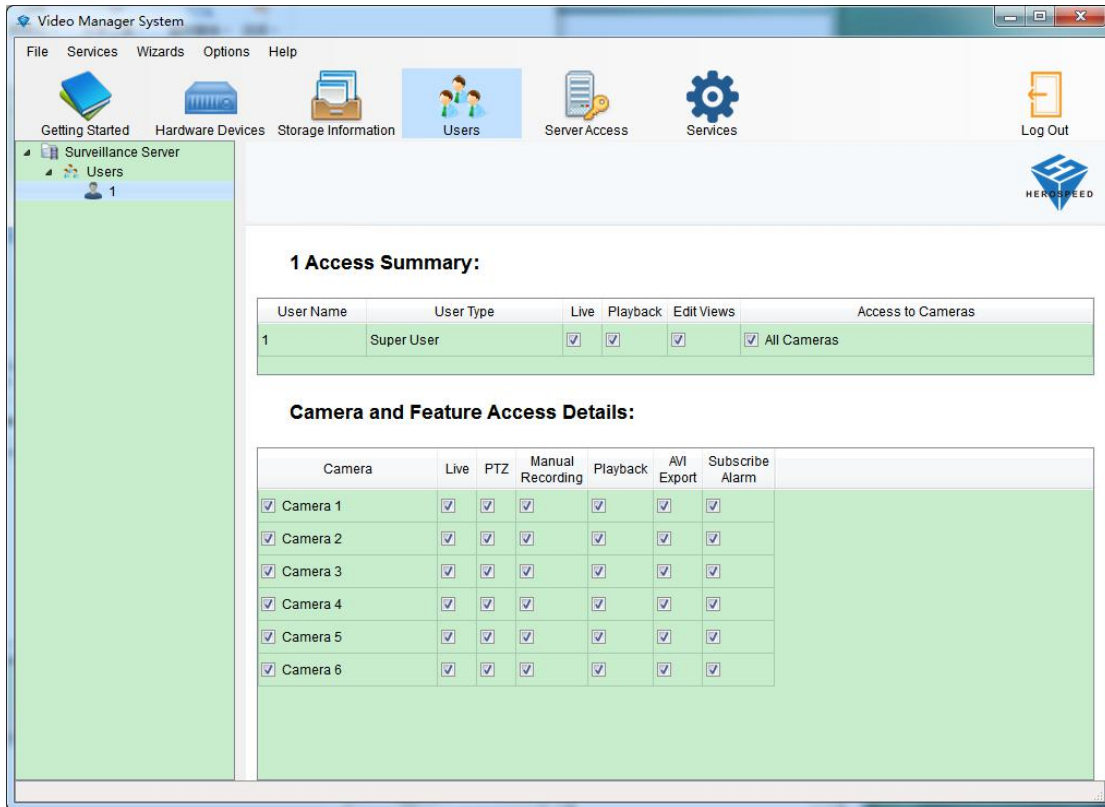 Video Manager System
File Services Wizards Options Help
Getting Started Hardware Devices Storage Information Users Server Access Services Log Out
Surveillance Server
Users
1
HEROSPEED
1 Access Summary:
User Name User Type Live Playback Edit Views Access to Cameras
1 Super User All Cameras
Camera and Feature Access Details:
Camera Live PTZ Manual Recording Playback AVI Export Subscribe Alarm
Camera 1
Camera 2
Camera 3
Camera 4
Camera 5
Camera 6